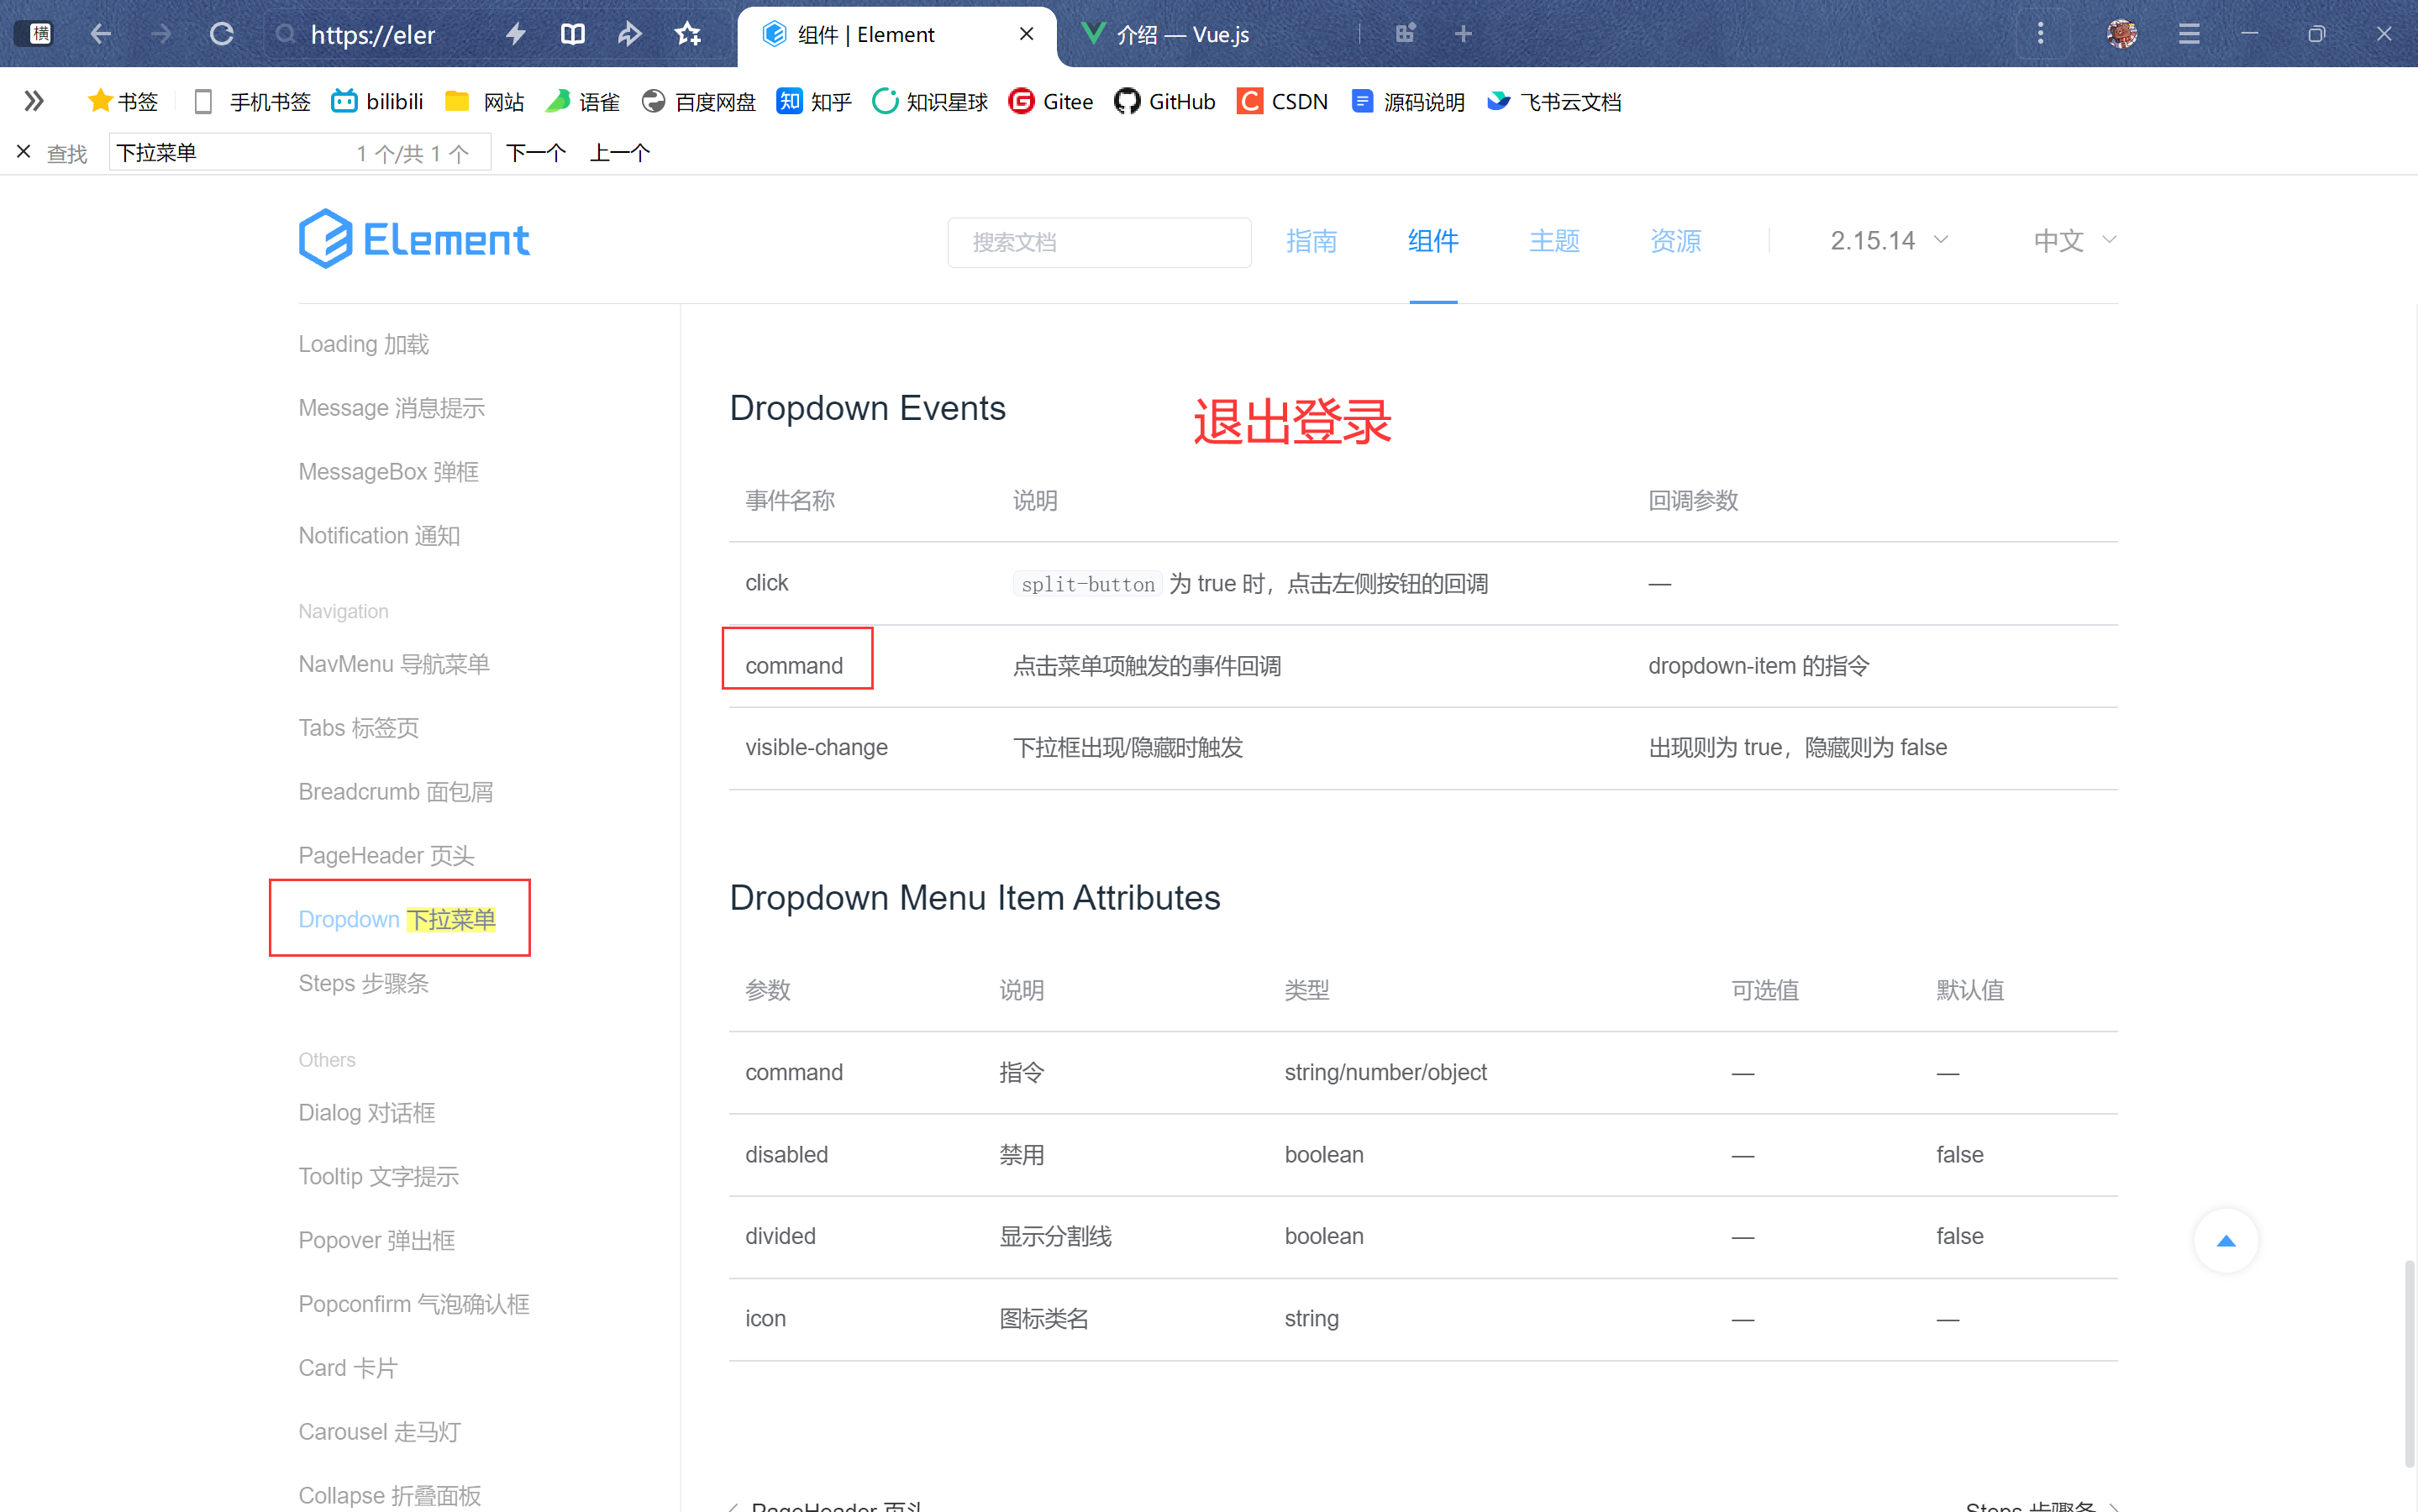 横
https://eler
组件 | Element
介绍 — Vue.js
书签
手机书签
bilibili
网站
语雀
百度网盘
知 知乎
知识星球
Gitee
GitHub
CSDN
源码说明
飞书云文档
查找
下拉菜单
1 个/共 1 个
下一个
上一个
Element
搜索文档
指南
组件
主题
资源
2.15.14
中文
Loading 加载
Message 消息提示
MessageBox 弹框
Notification 通知
Navigation
NavMenu 导航菜单
Tabs 标签页
Breadcrumb 面包屑
PageHeader 页头
Dropdown 下拉菜单
Steps 步骤条
Others
Dialog 对话框
Tooltip 文字提示
Popover 弹出框
Popconfirm 气泡确认框
Card 卡片
Carousel 走马灯
Collapse 折叠面板
Dropdown Events
退出登录
事件名称 说明 回调参数
click split-button 为 true 时，点击左侧按钮的回调 —
command 点击菜单项触发的事件回调 dropdown-item 的指令
visible-change 下拉框出现/隐藏时触发 出现则为 true，隐藏则为 false
Dropdown Menu Item Attributes
参数 说明 类型 可选值 默认值
command 指令 string/number/object — —
disabled 禁用 boolean — false
divided 显示分割线 boolean — false
icon 图标类名 string — —
PageHeader 页头
Steps 步骤条